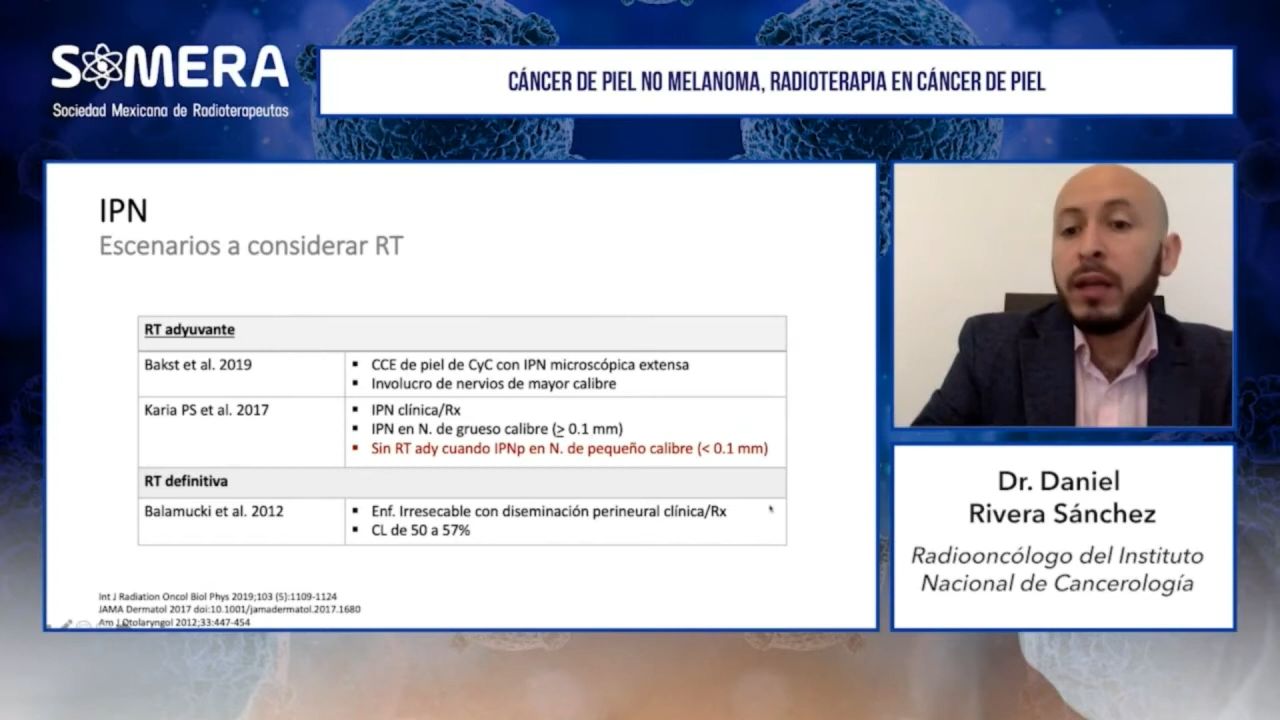 SOMERA
Sociedad Mexicana de Radioterapeutas
CÁNCER DE PIEL NO MELANOMA, RADIOTERAPIA EN CÁNCER DE PIEL
IPN
Escenarios a considerar RT
RT adyuvante
Bakst et al. 2019
▪ CCE de piel de CyC con IPN microscópica extensa
▪ Involucro de nervios de mayor calibre
Karia PS et al. 2017
▪ IPN clínica/Rx
▪ IPN en N. de grueso calibre (≥ 0.1 mm)
▪ Sin RT ady cuando IPNp en N. de pequeño calibre (< 0.1 mm)
RT definitiva
Balamucki et al. 2012
▪ Enf. Irresecable con diseminación perineural clínica/Rx
▪ CL de 50 a 57%
Int J Radiation Oncol Biol Phys 2019;103 (5):1109-1124
JAMA Dermatol 2017 doi:10.1001/jamadermatol.2017.1680
Am J Otolaryngol 2012;33:447-454
Dr. Daniel
Rivera Sánchez
Radiooncólogo del Instituto
Nacional de Cancerología